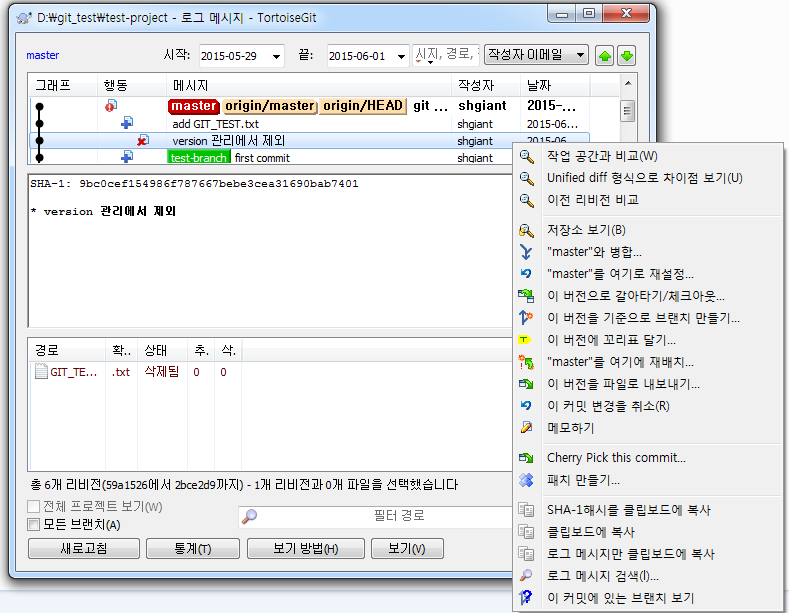 D:\git_test\test-project - 로그 메시지 - TortoiseGit
master 시작: 2015-05-29 끝: 2015-06-01 시지, 경로, 작성자 이메일
그래프 행동 메시지 작성자 날짜
master origin/master origin/HEAD git ... shgiant 2015-...
add GIT_TEST.txt shgiant 2015-06...
version 관리에서 제외 shgiant 2015-06
test-branch first commit shgiant
SHA-1: 9bc0cef154986f787667bebe3cea31690bab7401
* version 관리에서 제외
경로 확.. 상태 추. 삭.
GIT_TE... .txt 삭제됨 0 0
총 6개 리비전(59a1526에서 2bce2d9까지) - 1개 리비전과 0개 파일을 선택했습니다
전체 프로젝트 보기(W)
모든 브랜치(A)
필터 경로
새로고침 통계(T) 보기 방법(H) 보기(V)
작업 공간과 비교(W)
Unified diff 형식으로 차이점 보기(U)
이전 리비전 비교
저장소 보기(B)
"master"와 병합...
"master"를 여기로 재설정...
이 버전으로 갈아타기/체크아웃...
이 버전을 기준으로 브랜치 만들기...
이 버전에 꼬리표 달기...
"master"를 여기에 재배치...
이 버전을 파일로 내보내기...
이 커밋 변경을 취소(R)
메모하기
Cherry Pick this commit...
패치 만들기...
SHA-1해시를 클립보드에 복사
클립보드에 복사
로그 메시지만 클립보드에 복사
로그 메시지 검색(I)...
이 커밋에 있는 브랜치 보기